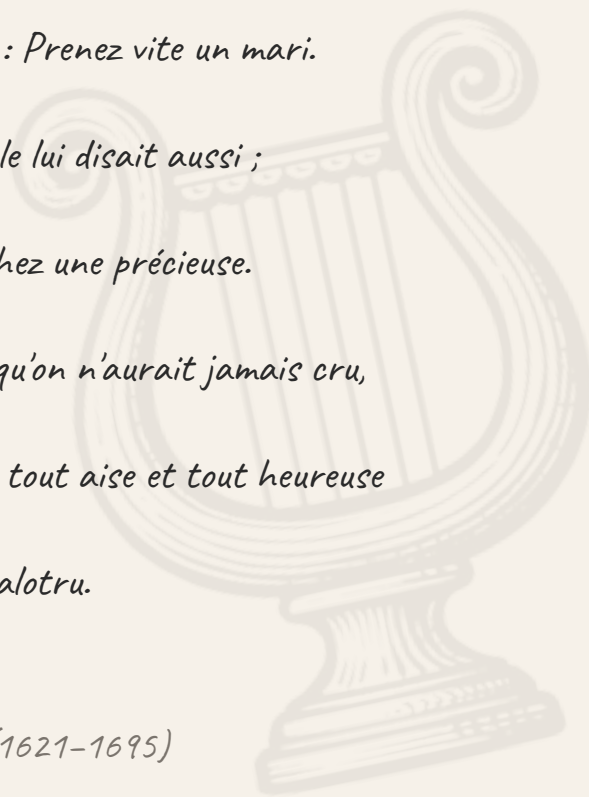 : Prenez vite un mari.
le lui disait aussi ;
hez une précieuse.
qu'on n'aurait jamais cru,
tout aise et tout heureuse
alotru.
(1621–1695)